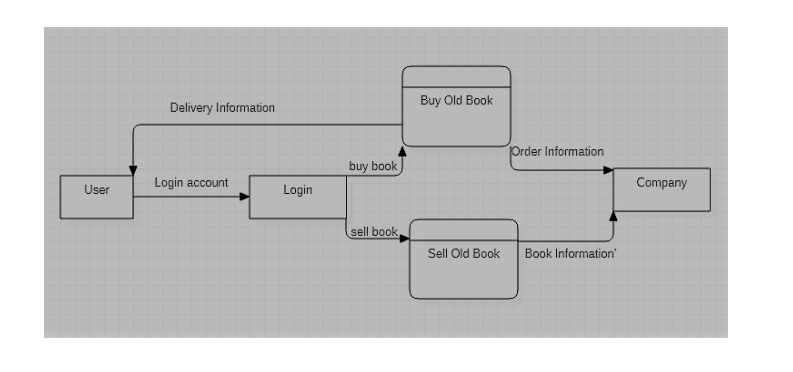 Delivery Information
Buy Old Book
buy book
Order Information
User
Login account
Login
Company
sell book
Sell Old Book
Book Information'